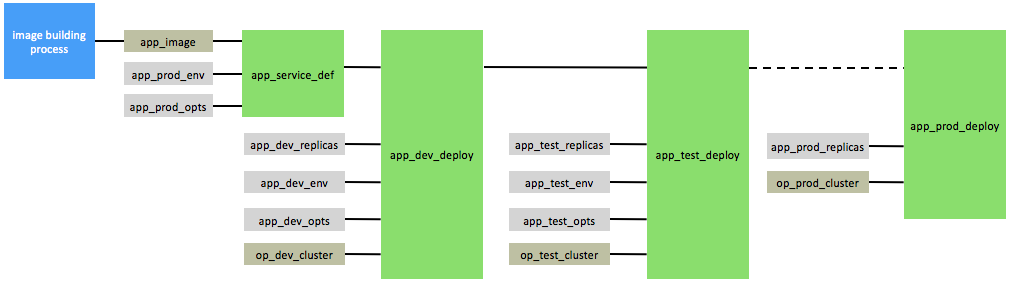 image building
process
app_image
app_prod_env
app_prod_opts
app_service_def
app_dev_replicas
app_dev_env
app_dev_opts
op_dev_cluster
app_dev_deploy
app_test_replicas
app_test_env
app_test_opts
op_test_cluster
app_test_deploy
app_prod_replicas
op_prod_cluster
app_prod_deploy